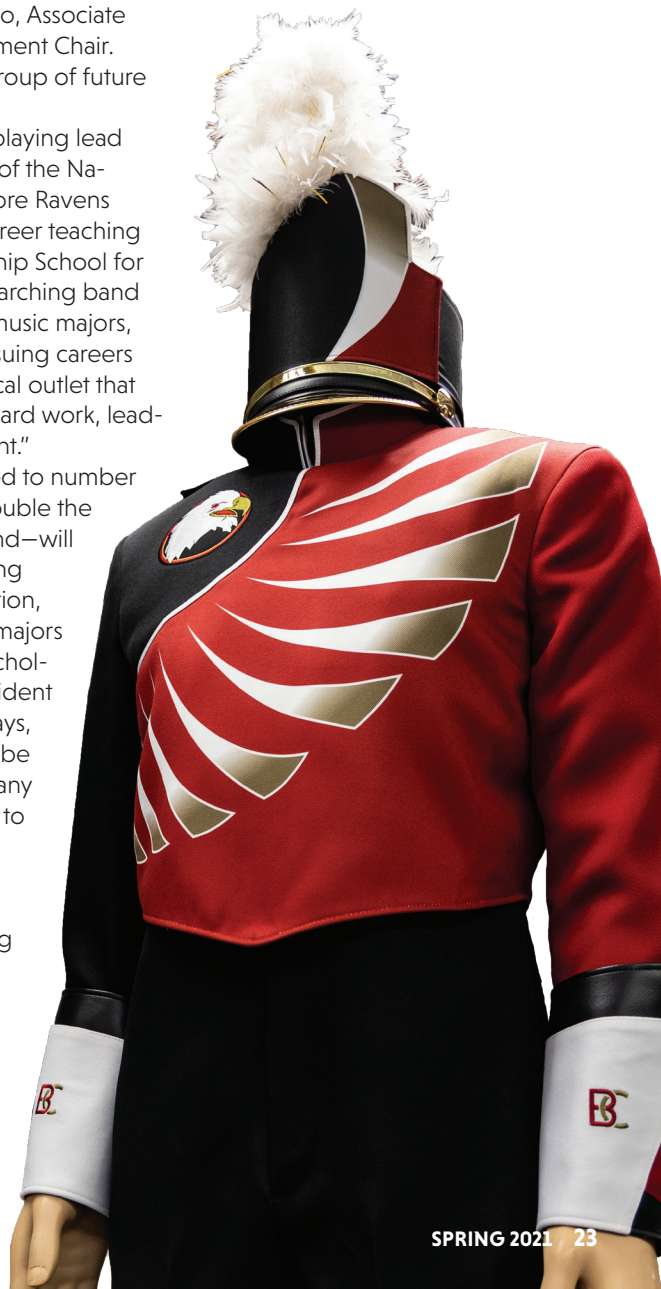 o, Associate
ment Chair.
roup of future
playing lead
of the Na-
ore Ravens
reer teaching
hip School for
arching band
music majors,
suing careers
cal outlet that
ard work, lead-
nt.”
ed to number
ouble the
nd—will
ng
tion,
majors
chol-
ident
ays,
be
any
to
g
BC
BC
SPRING 2021 23